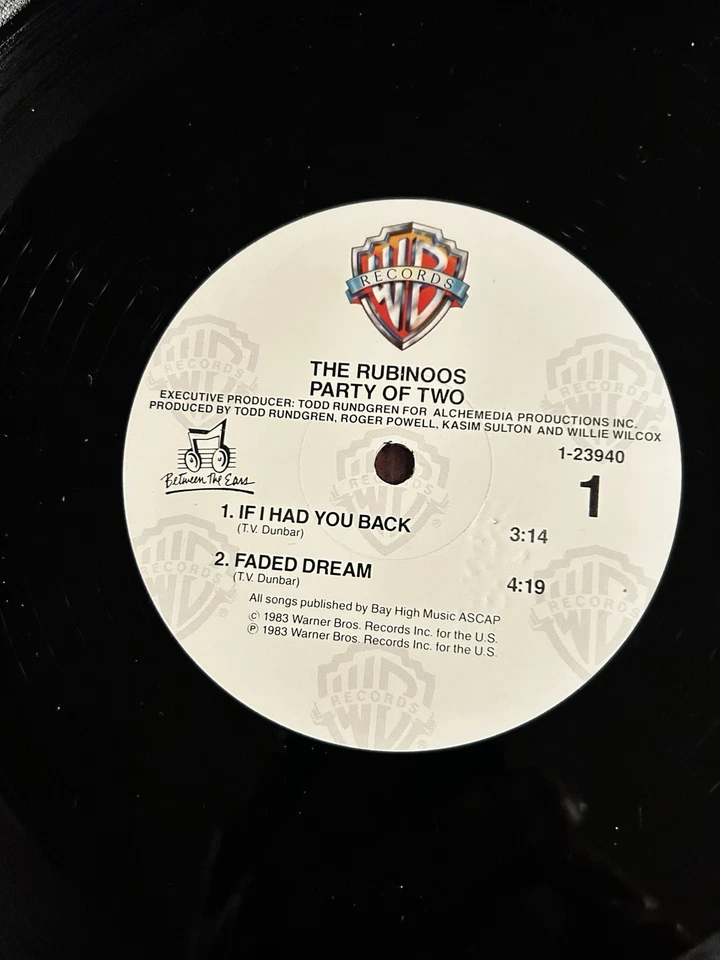 WB
RECORDS
THE RUBINOOS
PARTY OF TWO
EXECUTIVE PRODUCER: TODD RUNDGREN FOR ALCHEMEDIA PRODUCTIONS INC.
PRODUCED BY TODD RUNDGREN, ROGER POWELL, KASIM SULTON AND WILLIE WILCOX
Between The Ears
1-23940
1
1. IF I HAD YOU BACK 3:14
(T.V. Dunbar)
2. FADED DREAM 4:19
(T.V. Dunbar)
All songs published by Bay High Music ASCAP
© 1983 Warner Bros. Records Inc. for the U.S.
℗ 1983 Warner Bros. Records Inc. for the U.S.